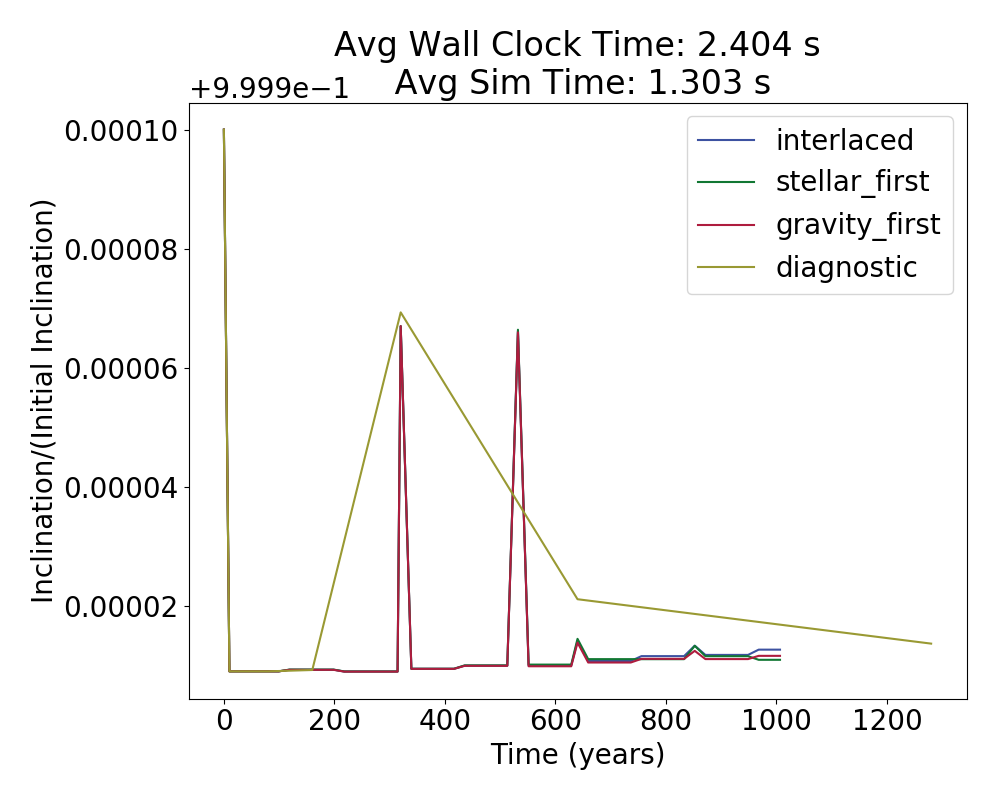 Avg Wall Clock Time: 2.404 s
Avg Sim Time: 1.303 s
+9.999e−1
0.00010
0.00008
0.00006
0.00004
0.00002
Inclination/(Initial Inclination)
interlaced
stellar_first
gravity_first
diagnostic
0 200 400 600 800 1000 1200
Time (years)